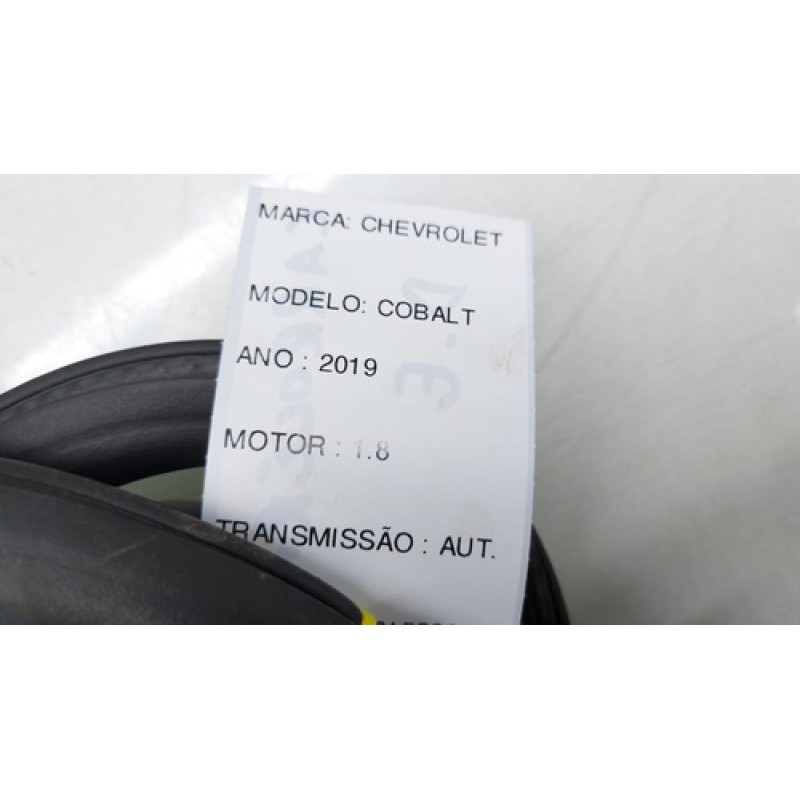 MARCA: CHEVROLET
MODELO: COBALT
ANO : 2019
MOTOR : 1.8
TRANSMISSÃO : AUT.